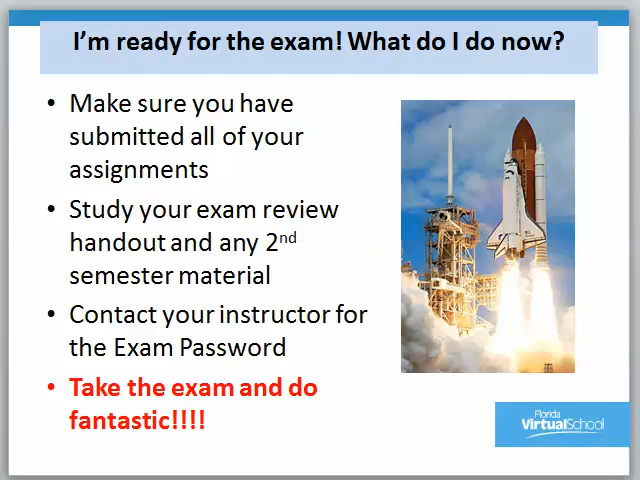 I’m ready for the exam! What do I do now?
• Make sure you have
submitted all of your
assignments
• Study your exam review
handout and any 2nd
semester material
• Contact your instructor for
the Exam Password
• Take the exam and do
fantastic!!!!
Florida
VirtualSchool